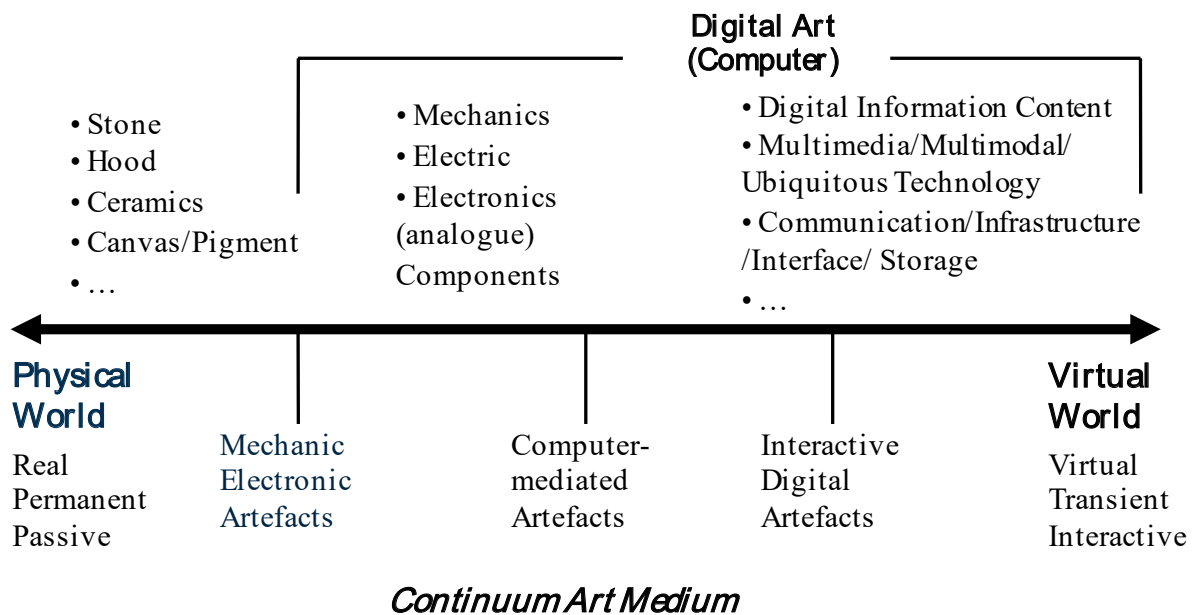 Digital Art
(Computer)
• Stone
• Hood
• Ceramics
• Canvas/Pigment
• …
• Mechanics
• Electric
• Electronics
(analogue)
Components
• Digital Information Content
• Multimedia/Multimodal/
Ubiquitous Technology
• Communication/Infrastructure
/Interface/ Storage
• …
Physical
World
Real
Permanent
Passive
Mechanic
Electronic
Artefacts
Computer-
mediated
Artefacts
Interactive
Digital
Artefacts
Virtual
World
Virtual
Transient
Interactive
Continuum Art Medium